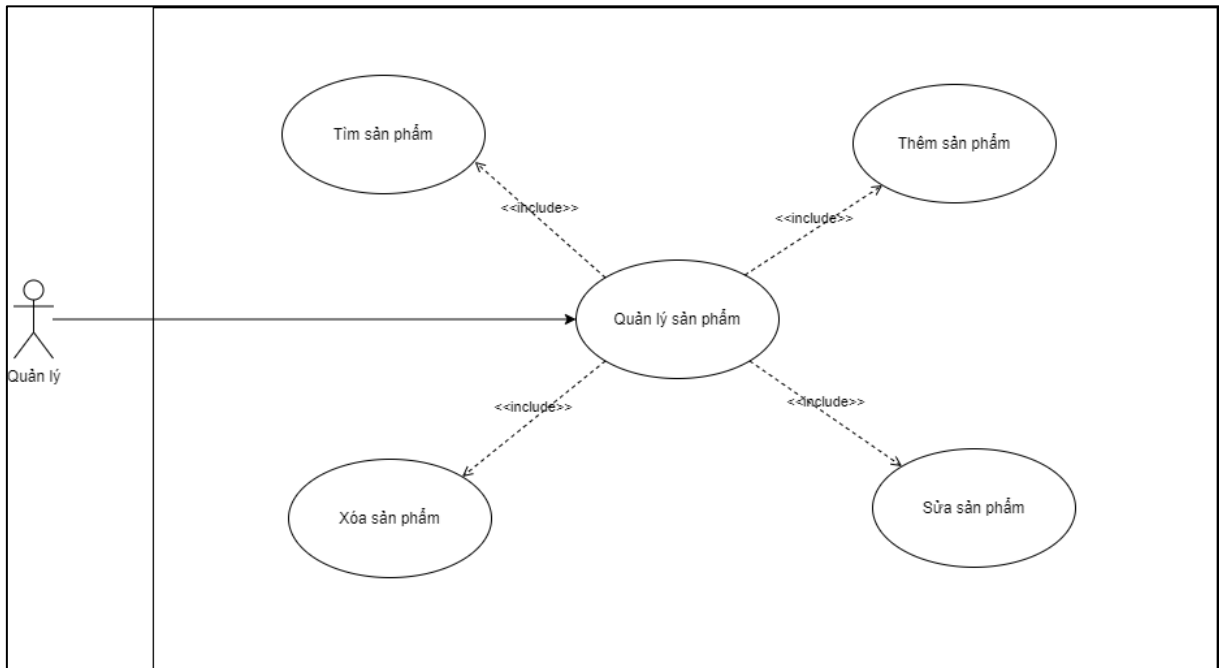 Tìm sản phẩm
Thêm sản phẩm
<<include>>
<<include>>
Quản lý sản phẩm
Quản lý
<<include>>
<<include>>
Xóa sản phẩm
Sửa sản phẩm